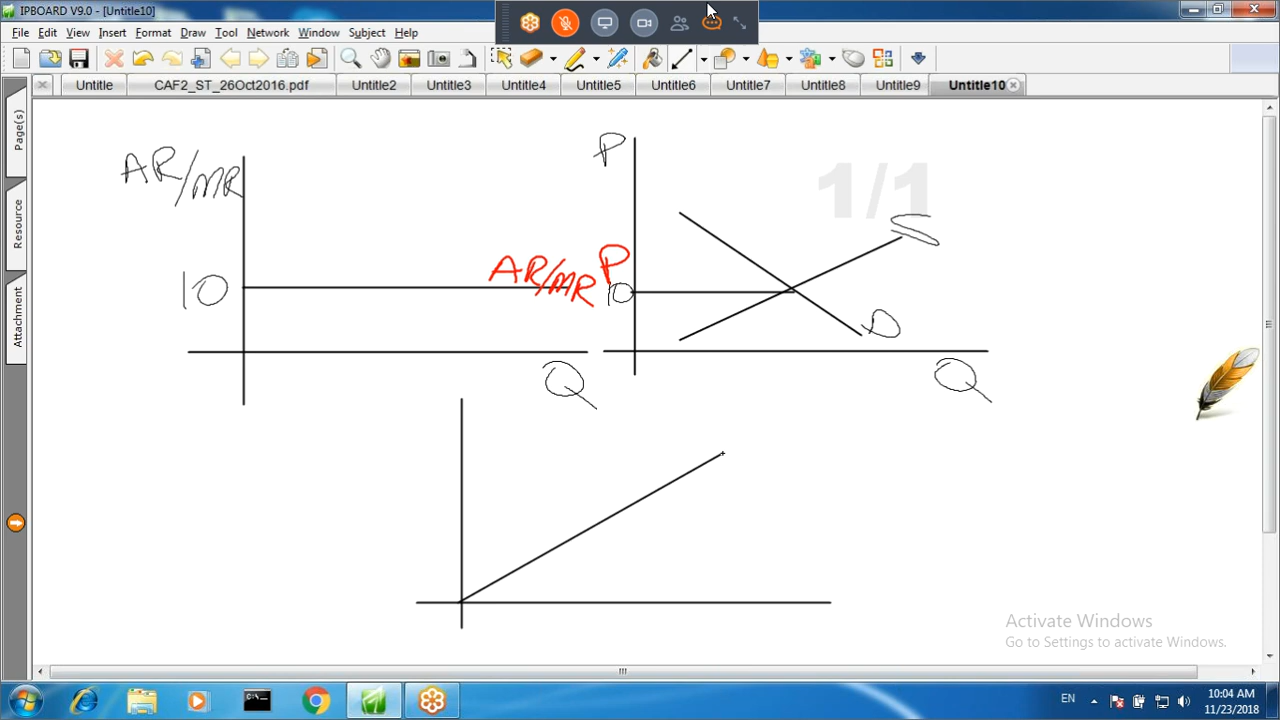 IPBOARD V9.0 - [Untitle10]
File Edit View Insert Format Draw Tool Network Window Subject Help
Untitle CAF2_ST_26Oct2016.pdf Untitle2 Untitle3 Untitle4 Untitle5 Untitle6 Untitle7 Untitle8 Untitle9 Untitle10
Page(s)
Resource
Attachment
1/1
AR/MR
10
AR/MR
Q
P
P
10
S
D
Q
Activate Windows
Go to Settings to activate Windows.
EN
10:04 AM
11/23/2018